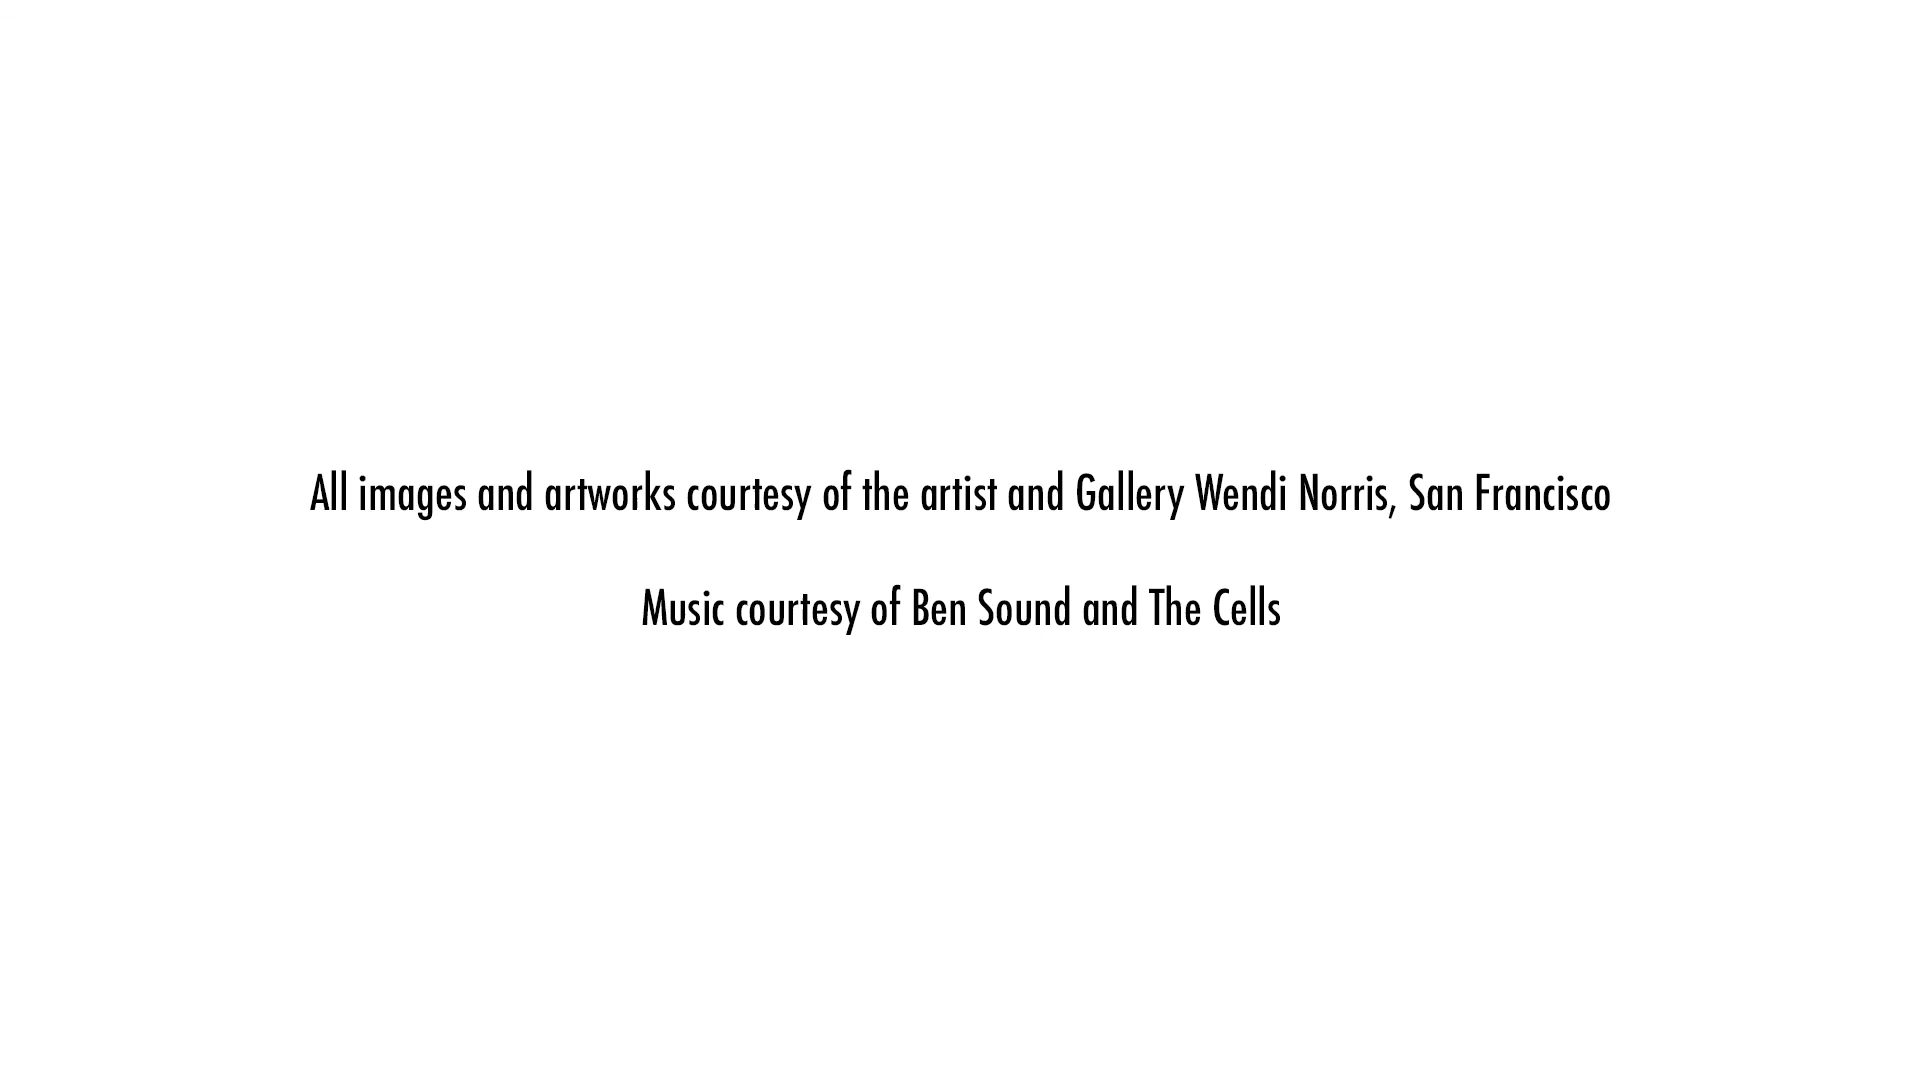 All images and artworks courtesy of the artist and Gallery Wendi Norris, San Francisco
Music courtesy of Ben Sound and The Cells